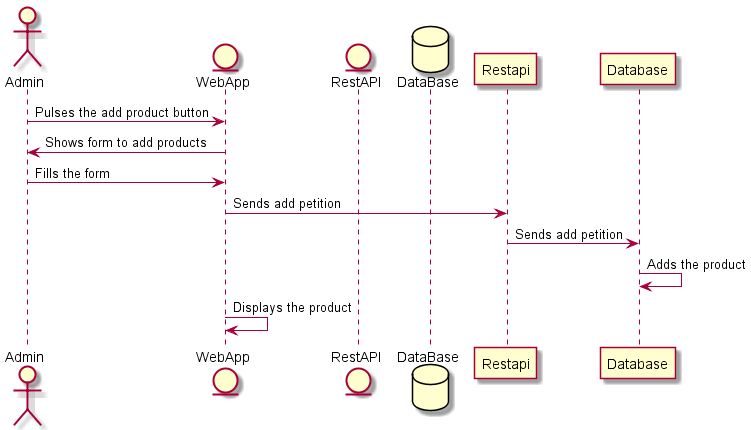 Admin
WebApp
RestAPI
DataBase
Restapi
Database
Pulses the add product button
Shows form to add products
Fills the form
Sends add petition
Sends add petition
Adds the product
Displays the product
Admin
WebApp
RestAPI
DataBase
Restapi
Database